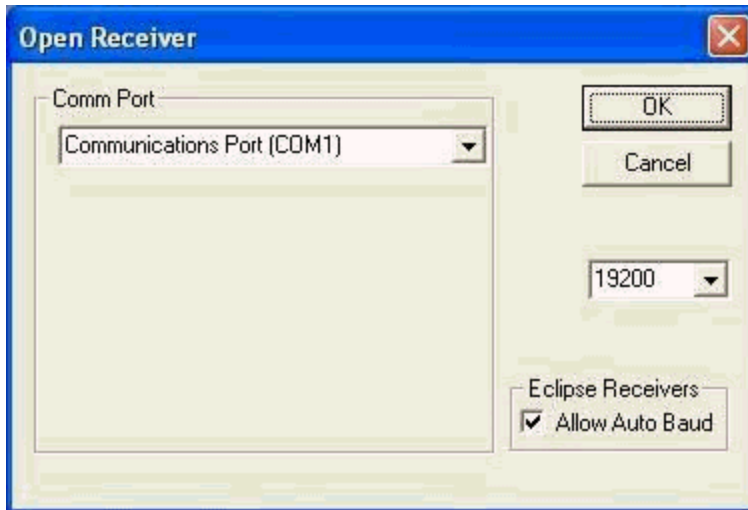 Open Receiver
Comm Port
Communications Port (COM1)
OK
Cancel
19200
Eclipse Receivers
Allow Auto Baud